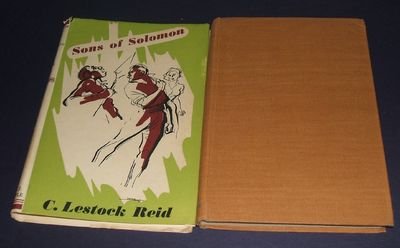 Sons of Solomon
C. Lestock Reid